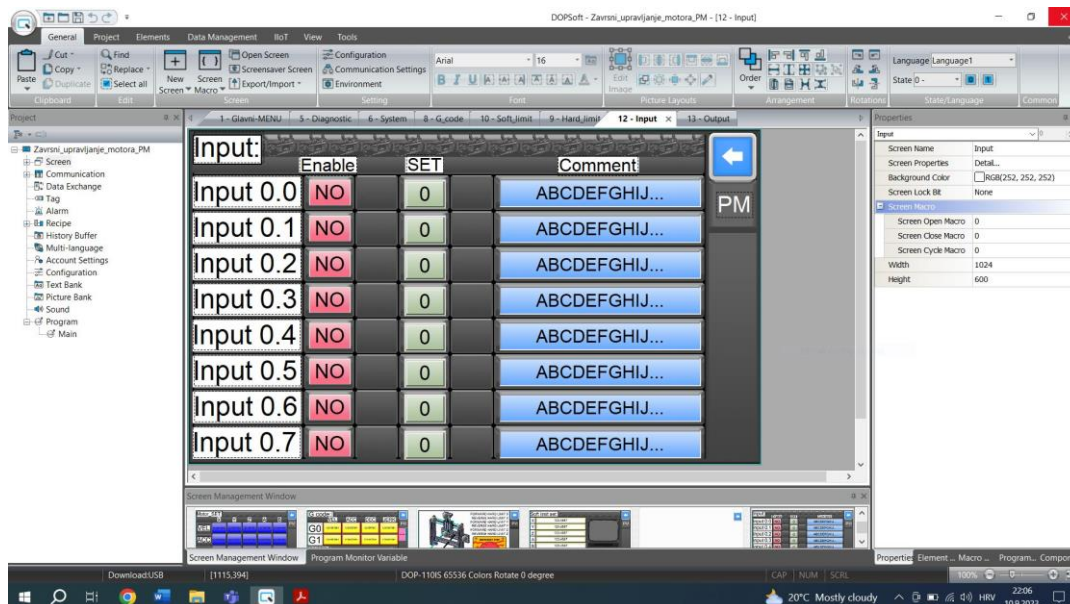 DOPSoft - Zavrsni_upravljanje_motora_PM - [12 - Input]
General Project Elements Data Management IIoT View Tools
Paste
Cut
Copy
Duplicate
Clipboard
Find
Replace
Select all
Edit
New Screen
Screen Macro
Open Screen
Screensaver Screen
Export/Import
Screen
Configuration
Communication Settings
Environment
Setting
Arial 16
B I U
Font
Edit Image
Picture Layouts
Order
Arrangement
Rotations
Language Language1
State 0 -
State/Language
Common
Project
1 - Glavni-MENU 5 - Diagnostic 6 - System 8 - G_code 10 - Soft_limit 9 - Hard_limit 12 - Input × 13 - Output
Zavrsni_upravljanje_motora_PM
Screen
Communication
Data Exchange
Tag
Alarm
Recipe
History Buffer
Multi-language
Account Settings
Configuration
Text Bank
Picture Bank
Sound
Program
Main
Input:
Enable SET Comment
Input 0.0 NO 0 ABCDEFGHIJ...
Input 0.1 NO 0 ABCDEFGHIJ...
Input 0.2 NO 0 ABCDEFGHIJ...
Input 0.3 NO 0 ABCDEFGHIJ...
Input 0.4 NO 0 ABCDEFGHIJ...
Input 0.5 NO 0 ABCDEFGHIJ...
Input 0.6 NO 0 ABCDEFGHIJ...
Input 0.7 NO 0 ABCDEFGHIJ...
PM
Properties
Input
Screen Name Input
Screen Properties Detail...
Background Color RGB(252, 252, 252)
Screen Lock Bit None
Screen Macro
Screen Open Macro 0
Screen Close Macro 0
Screen Cycle Macro 0
Width 1024
Height 600
Screen Management Window
G0
G1
Screen Management Window Program Monitor Variable
Properties Element ... Macro ... Program... Compor
Download:USB [1115,394] DOP-110IS 65536 Colors Rotate 0 degree CAP NUM SCRL 100%
20°C Mostly cloudy HRV 22:06
10.9.2023